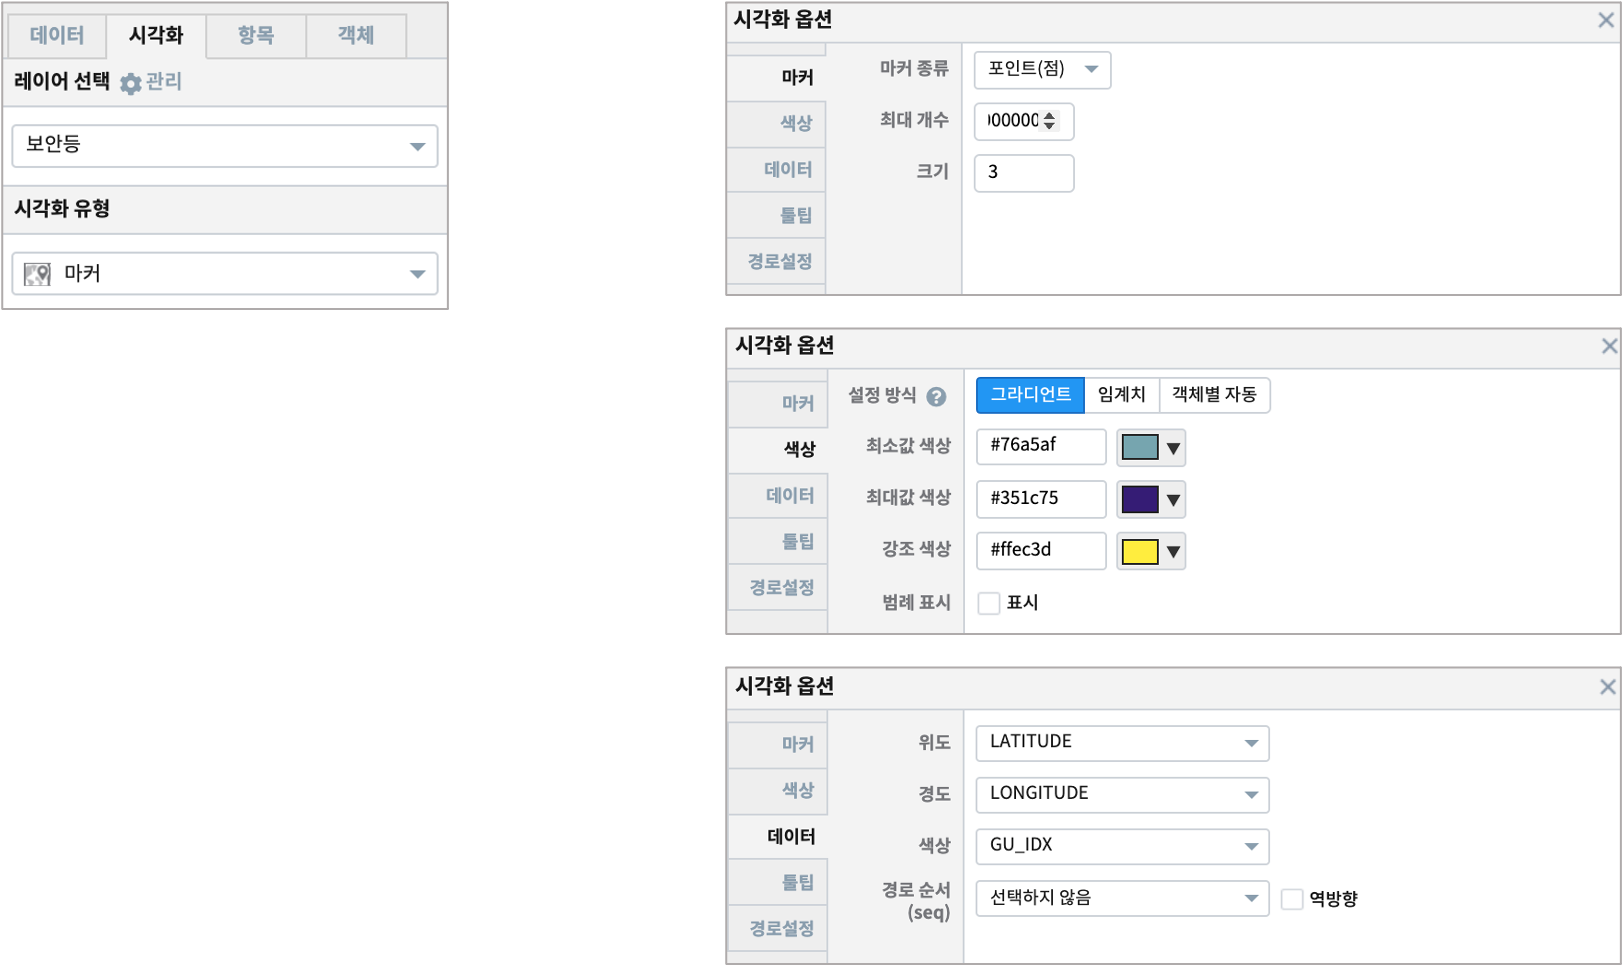 데이터 시각화 항목 객체
레이어 선택 관리
보안등
시각화 유형
마커
시각화 옵션
마커
색상
데이터
툴팁
경로설정
마커 종류 포인트(점)
최대 개수 000000
크기 3
시각화 옵션
마커
색상
데이터
툴팁
경로설정
설정 방식 ? 그라디언트 임계치 객체별 자동
최소값 색상 #76a5af
최대값 색상 #351c75
강조 색상 #ffec3d
범례 표시 표시
시각화 옵션
마커
색상
데이터
툴팁
경로설정
위도 LATITUDE
경도 LONGITUDE
색상 GU_IDX
경로 순서
(seq) 선택하지 않음 역방향